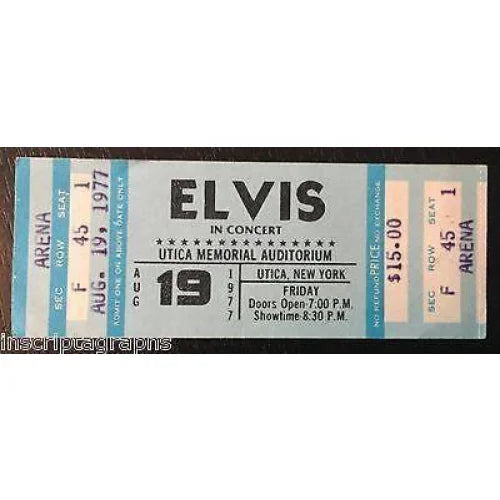 ARENA
SEC ROW SEAT
F 45 1
AUG. 19, 1977
ADMIT ONE ON ABOVE DATE ONLY
ELVIS
IN CONCERT
★★★★★★★★★★★★★★★★★★★
UTICA MEMORIAL AUDITORIUM
AUG 19 1977
UTICA, NEW YORK
FRIDAY
Doors Open-7:00 P.M.
Showtime-8:30 P.M.
NO REFUND PRICE NO EXCHANGE
$15.00
SEC ROW SEAT
F 45 1
ARENA
inscriptagraphs